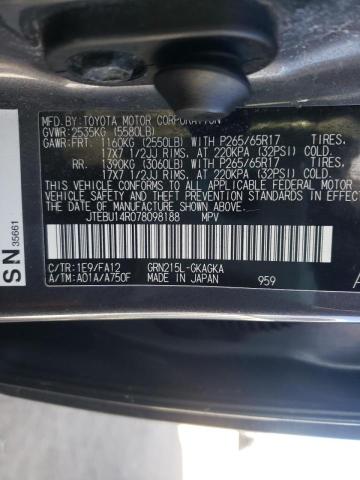 MFD.BY:TOYOTA MOTOR CORPORATION
GVWR:2535KG(5580LB)
GAWR:FRT. 1160KG(2550LB)WITH P265/65R17 TIRES.
17X7 1/2JJ RIMS. AT 220KPA (32PSI) COLD
RR. 1390KG (3060LB)WITH P265/65R17 TIRES.
17X7 1/2JJ RIMS. AT 220KPA(32PSI) COLD
THIS VEHICLE CONFORMS TO ALL APPLICABLE FEDERAL MOTOR
VEHICLE SAFETY AND THEFT PREVENTION STANDARDS IN
EFFECT ON THE DATE OF MANUFACTURE SHOWN ABOVE.
JTEBU14R078098188 MPV
C/TR:1E9/FA12 GRN215L-GKAGKA
A/TM:A01A/A750F MADE IN JAPAN 959
SN 35661